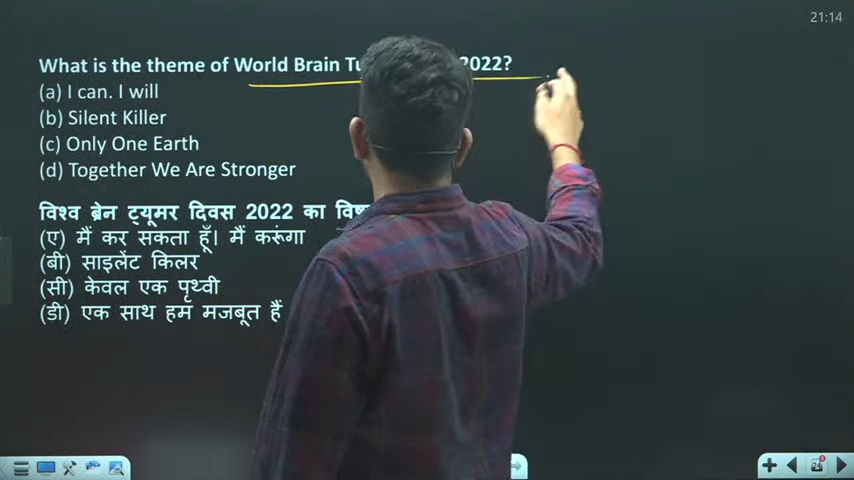 21:14
What is the theme of World Brain 2022?
(a) I can. I will
(b) Silent Killer
(c) Only One Earth
(d) Together We Are Stronger
विश्व ब्रेन ट्यूमर दिवस 2022 का
(ए) मैं कर सकता हूँ। मैं करूंगा
(बी) साइलेंट किलर
(सी) केवल एक पृथ्वी
(डी) एक साथ हम मजबूत हैं
24